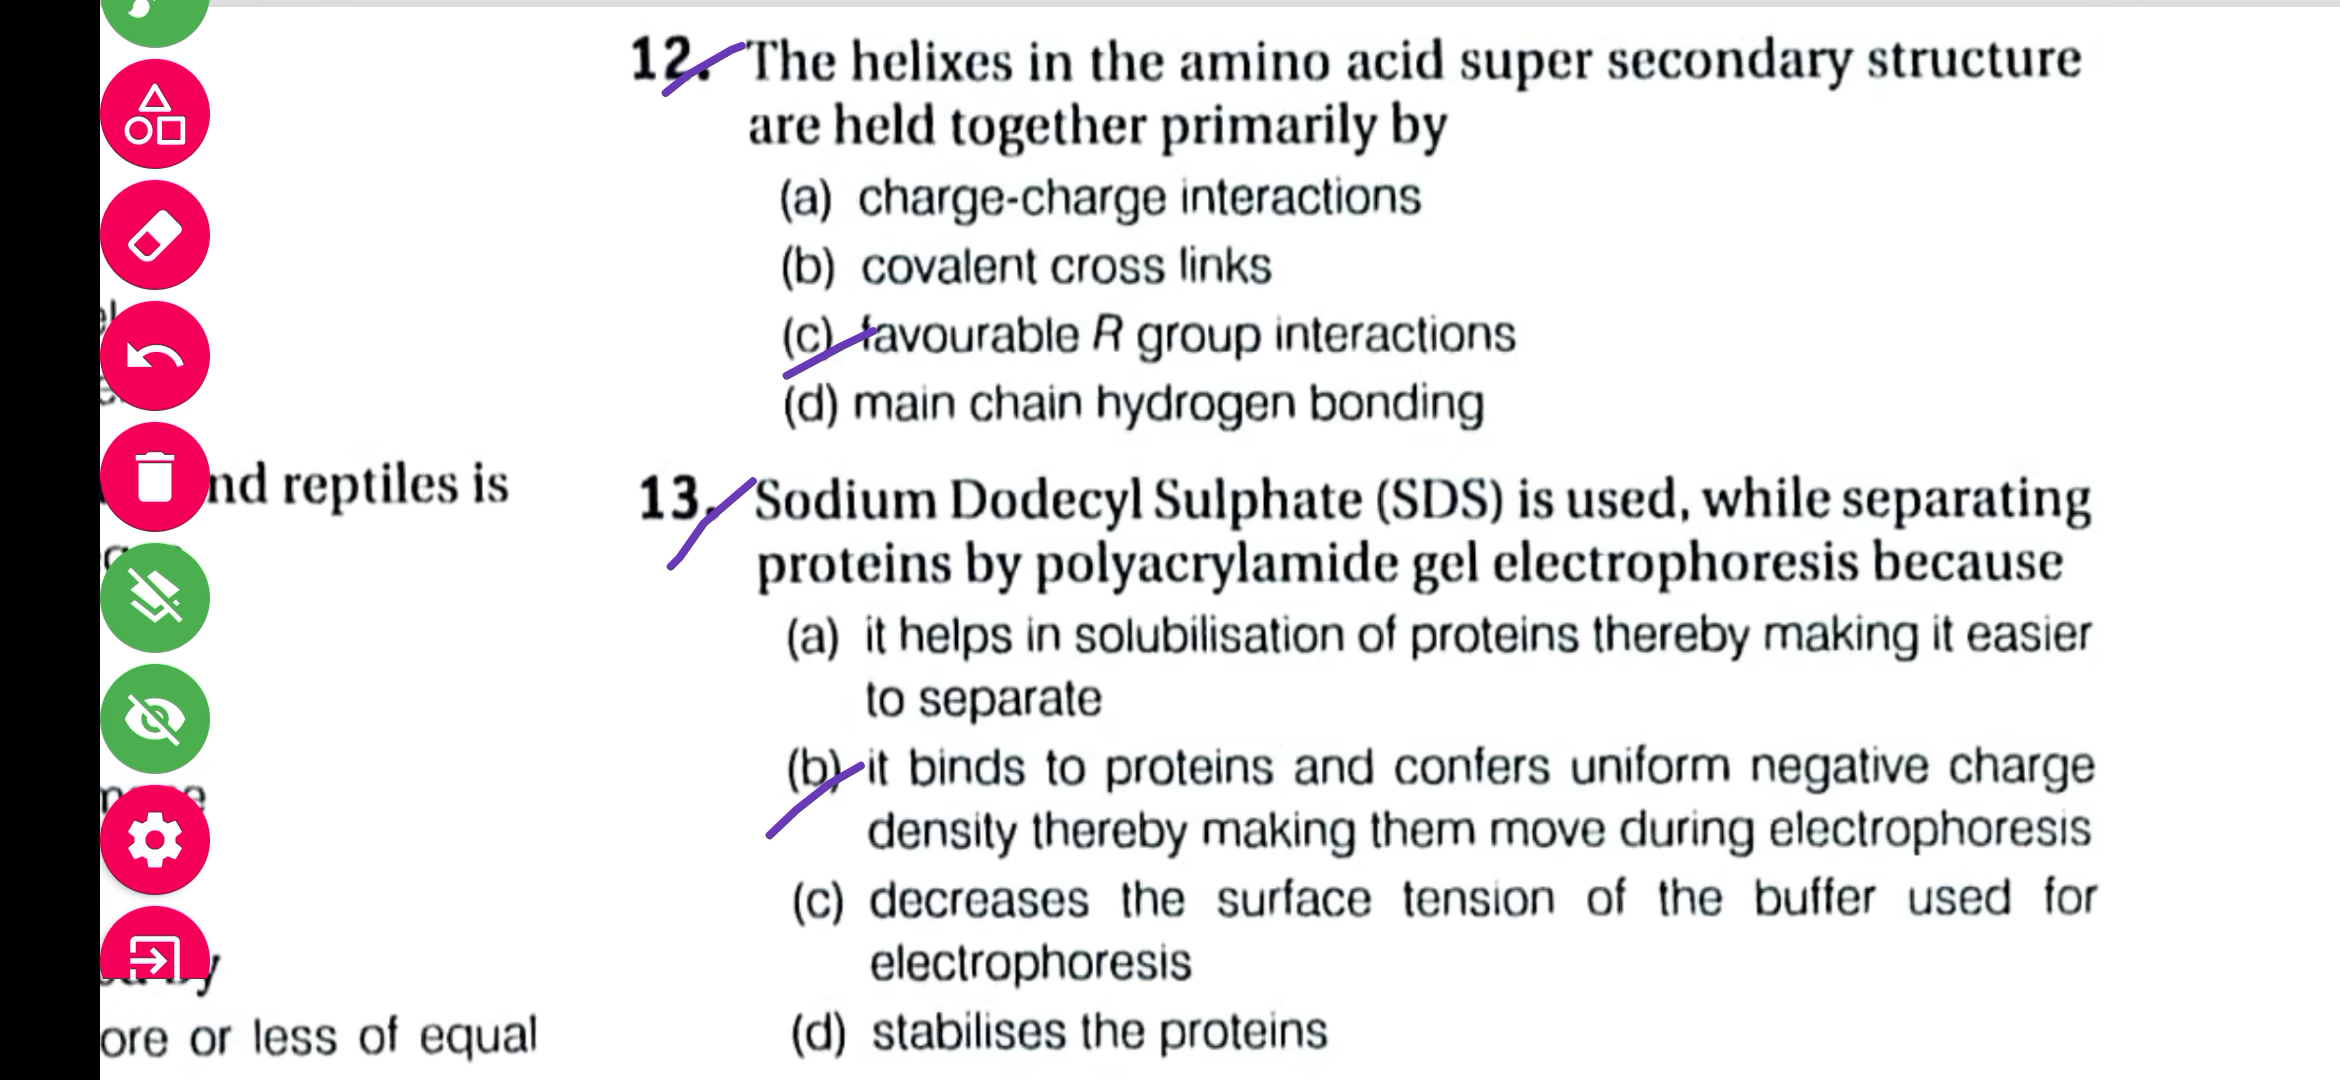 12. The helixes in the amino acid super secondary structure
are held together primarily by
(a) charge-charge interactions
(b) covalent cross links
(c) favourable R group interactions
(d) main chain hydrogen bonding
nd reptiles is
13. Sodium Dodecyl Sulphate (SDS) is used, while separating
proteins by polyacrylamide gel electrophoresis because
(a) it helps in solubilisation of proteins thereby making it easier
to separate
(b) it binds to proteins and confers uniform negative charge
density thereby making them move during electrophoresis
(c) decreases the surface tension of the buffer used for
electrophoresis
(d) stabilises the proteins
ore or less of equal